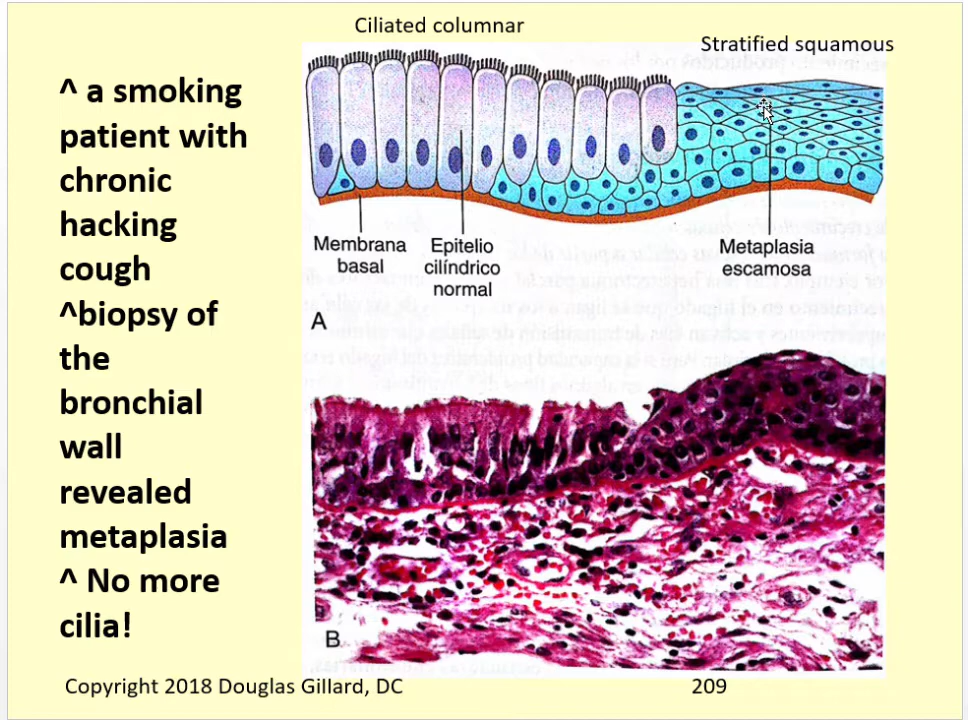 Ciliated columnar
Stratified squamous
^ a smoking
patient with
chronic
hacking
cough
^biopsy of
the
bronchial
wall
revealed
metaplasia
^ No more
cilia!
Membrana
basal
Epitelio
cilíndrico
normal
Metaplasia
escamosa
A
B
Copyright 2018 Douglas Gillard, DC
209